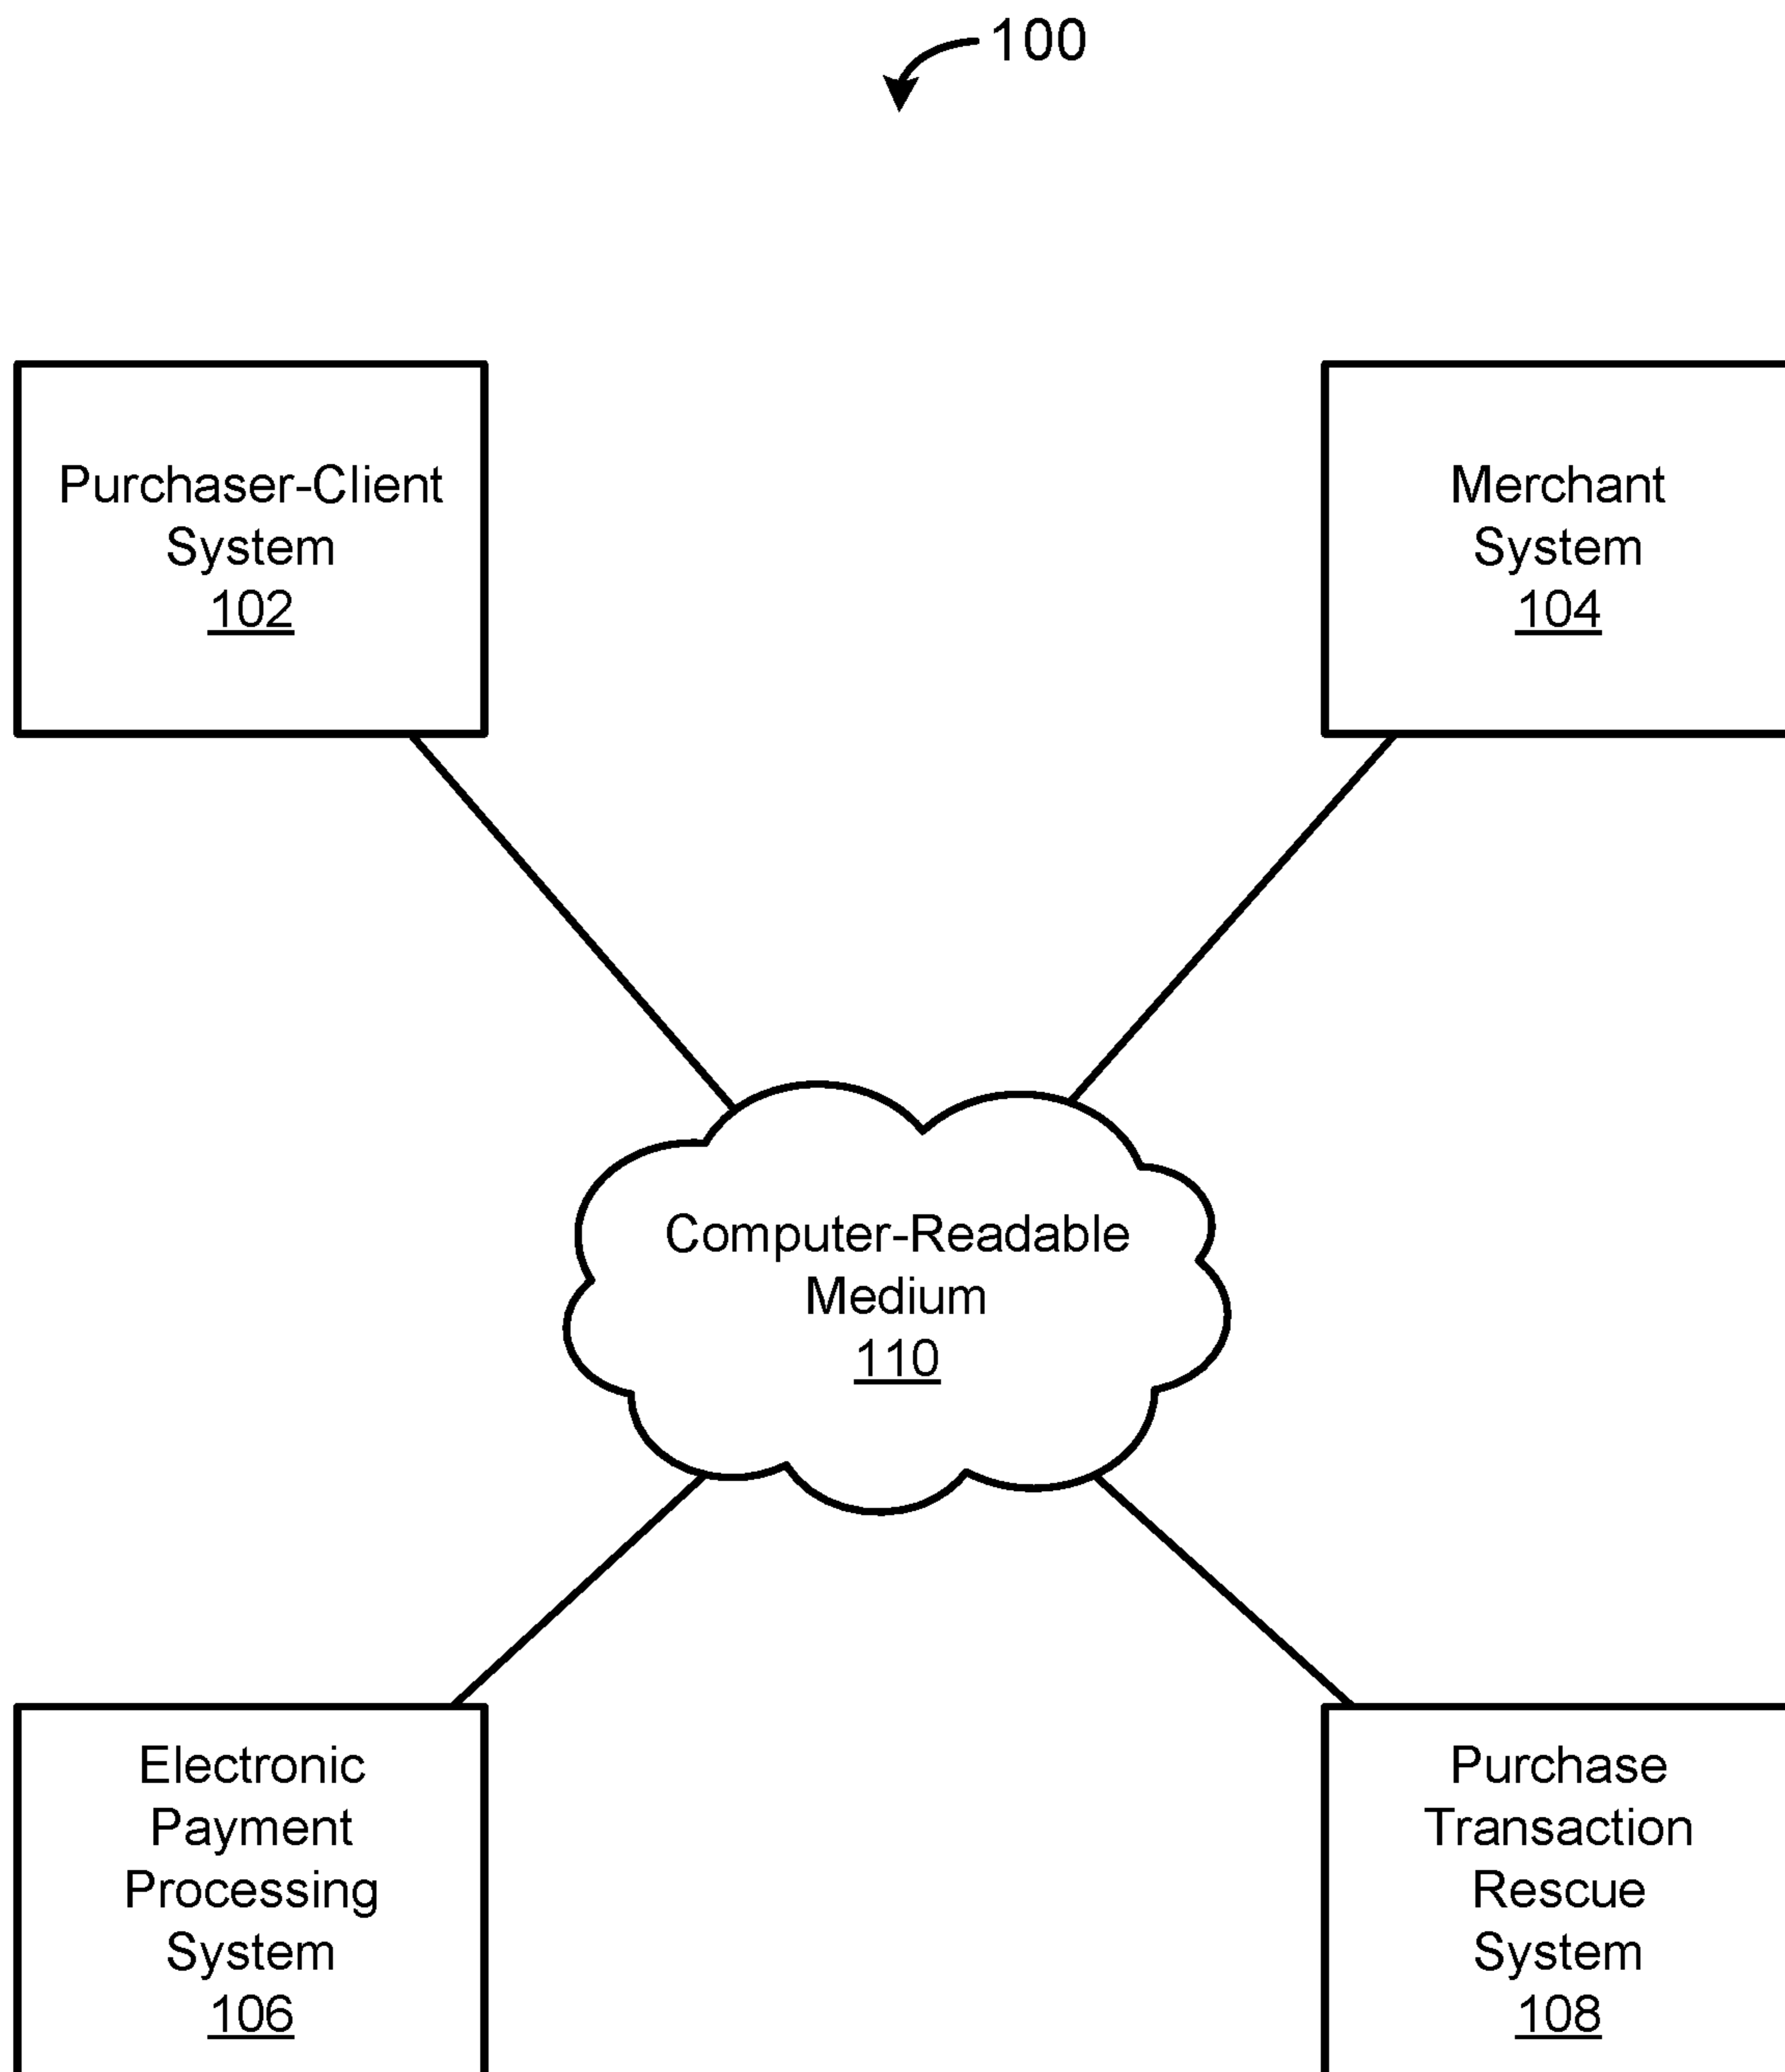 100
Purchaser-Client
System
102
Merchant
System
104
Computer-Readable
Medium
110
Electronic
Payment
Processing
System
106
Purchase
Transaction
Rescue
System
108